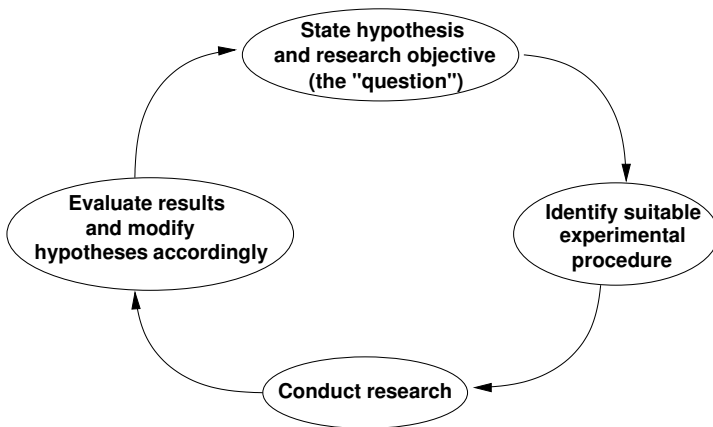 State hypothesis
and research objective
(the "question")
Identify suitable
experimental
procedure
Conduct research
Evaluate results
and modify
hypotheses accordingly